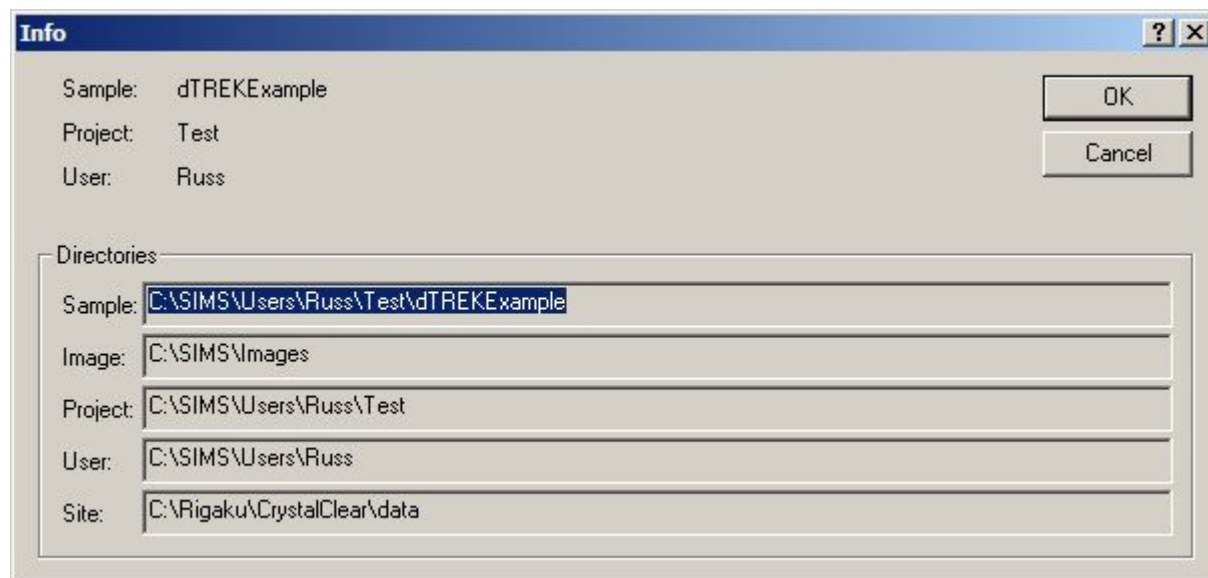 Info
Sample: dTREKExample
Project: Test
User: Russ
OK
Cancel
Directories
Sample: C:\SIMS\Users\Russ\Test\dTREKExample
Image: C:\SIMS\Images
Project: C:\SIMS\Users\Russ\Test
User: C:\SIMS\Users\Russ
Site: C:\Rigaku\CrystalClear\data